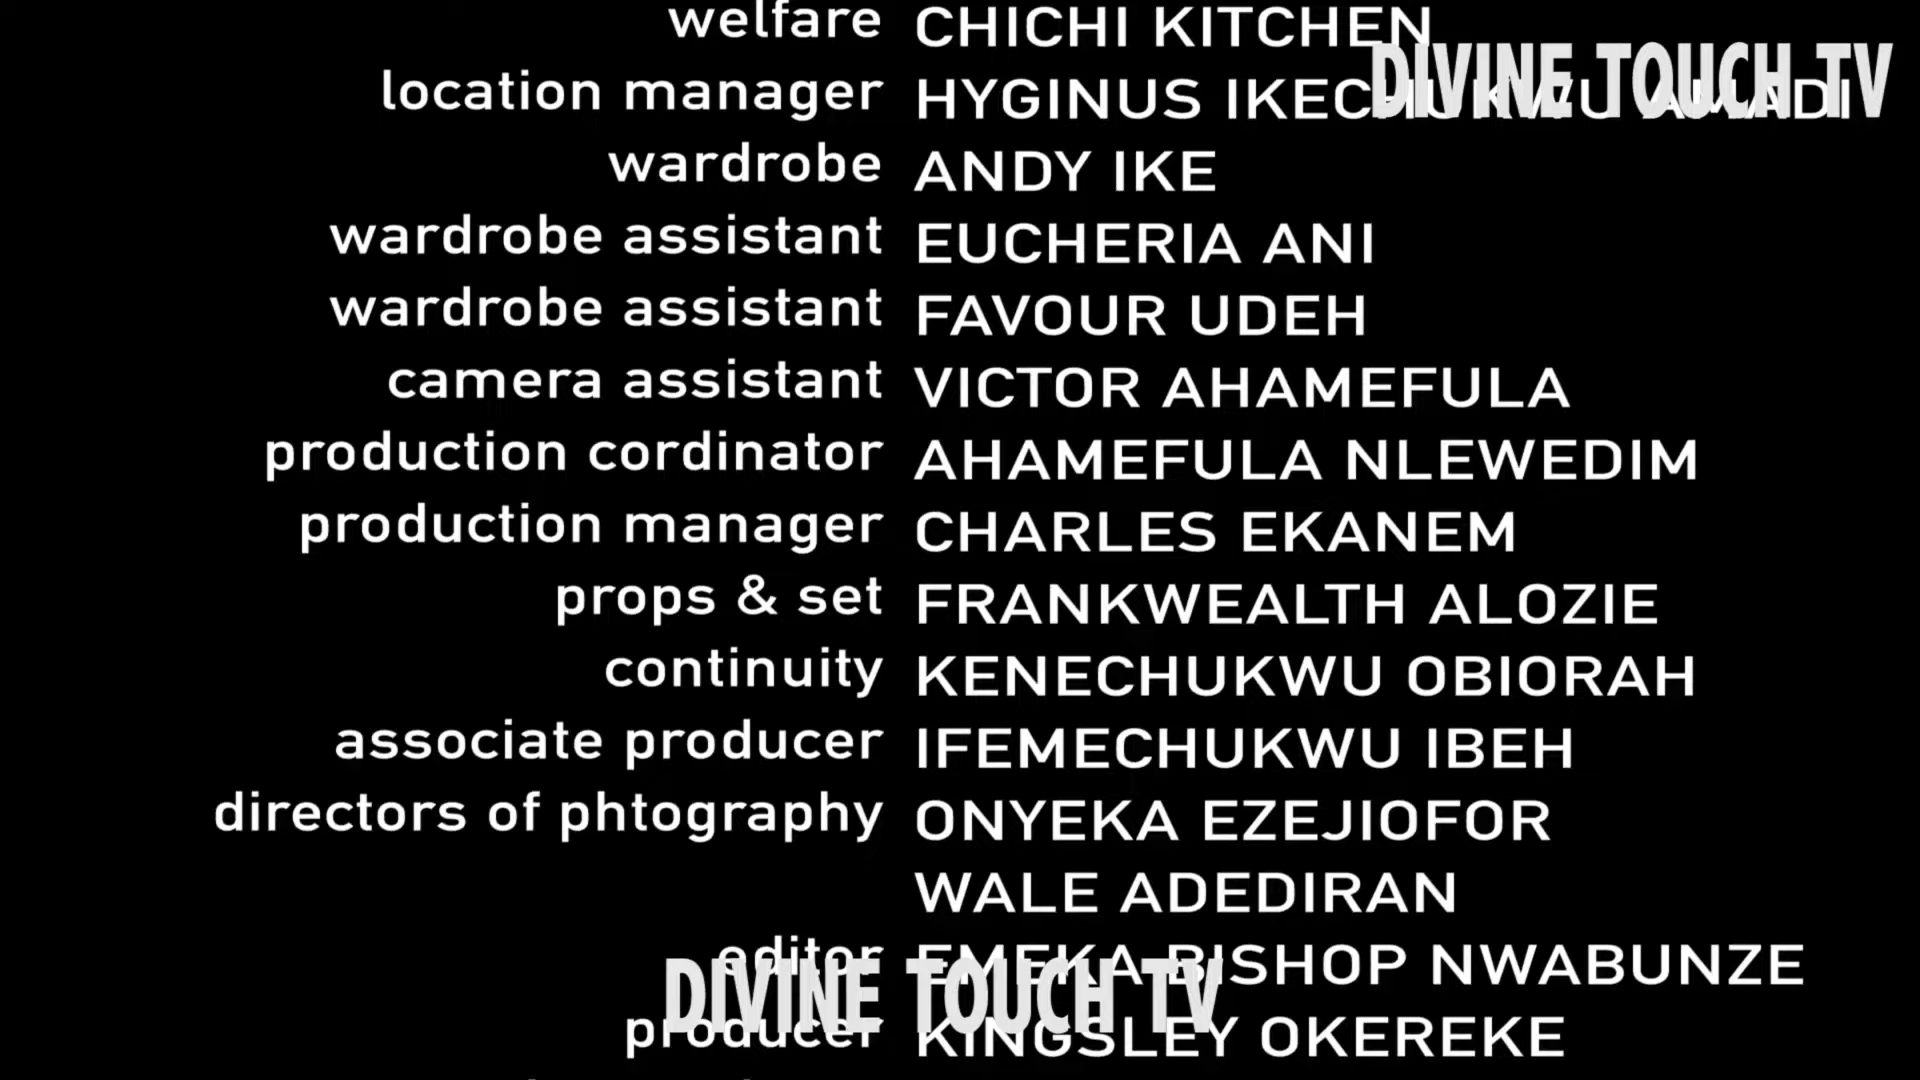 welfare CHICHI KITCHEN
DIVINE TOUCH TV
location manager HYGINUS IKECHUKWU AMADI
wardrobe ANDY IKE
wardrobe assistant EUCHERIA ANI
wardrobe assistant FAVOUR UDEH
camera assistant VICTOR AHAMEFULA
production cordinator AHAMEFULA NLEWEDIM
production manager CHARLES EKANEM
props & set FRANKWEALTH ALOZIE
continuity KENECHUKWU OBIORAH
associate producer IFEMECHUKWU IBEH
directors of phtography ONYEKA EZEJIOFOR
WALE ADEDIRAN
editor EMEKA BISHOP NWABUNZE
DIVINE TOUCH TV
producer KINGSLEY OKEREKE